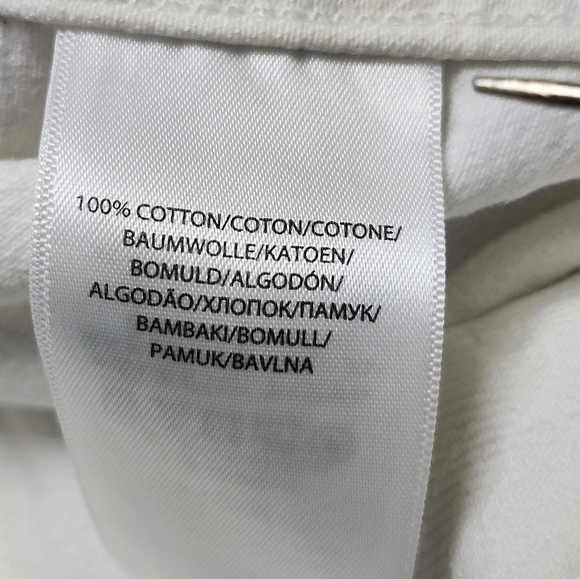 100% COTTON/COTON/COTONE/
BAUMWOLLE/KATOEN/
BOMULD/ALGODÓN/
ALGODÃO/ХЛОПОК/ПАМУК/
BAMBAKI/BOMULL/
PAMUK/BAVLNA